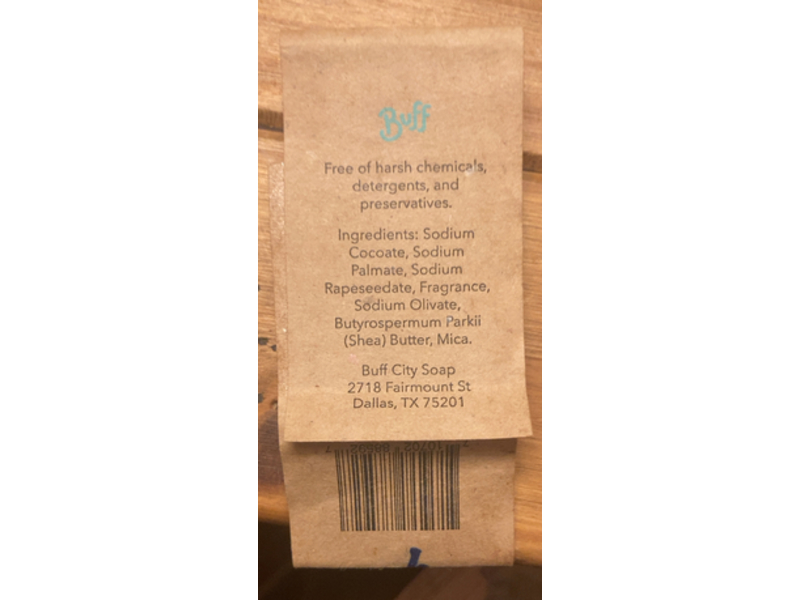 Buff
Free of harsh chemicals,
detergents, and
preservatives.
Ingredients: Sodium
Cocoate, Sodium
Palmate, Sodium
Rapeseedate, Fragrance,
Sodium Olivate,
Butyrospermum Parkii
(Shea) Butter, Mica.
Buff City Soap
2718 Fairmount St
Dallas, TX 75201